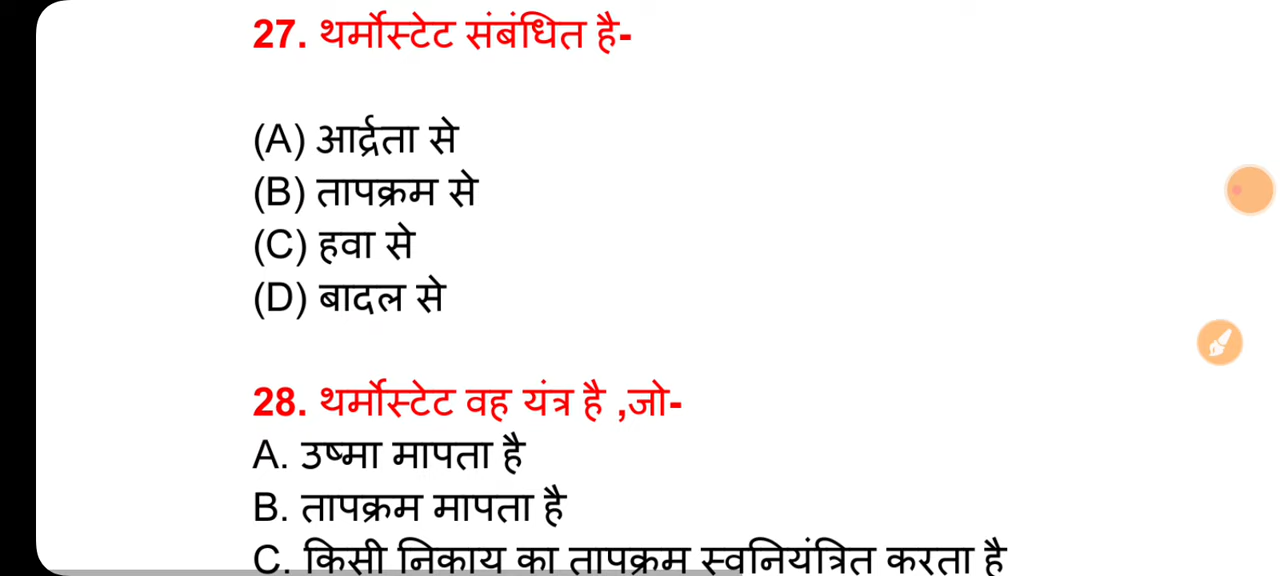 27. थर्मोस्टेट संबंधित है-
(A) आर्द्रता से
(B) तापक्रम से
(C) हवा से
(D) बादल से
28. थर्मोस्टेट वह यंत्र है ,जो-
A. उष्मा मापता है
B. तापक्रम मापता है
C. किसी निकाय का तापक्रम स्वनियंत्रित करता है